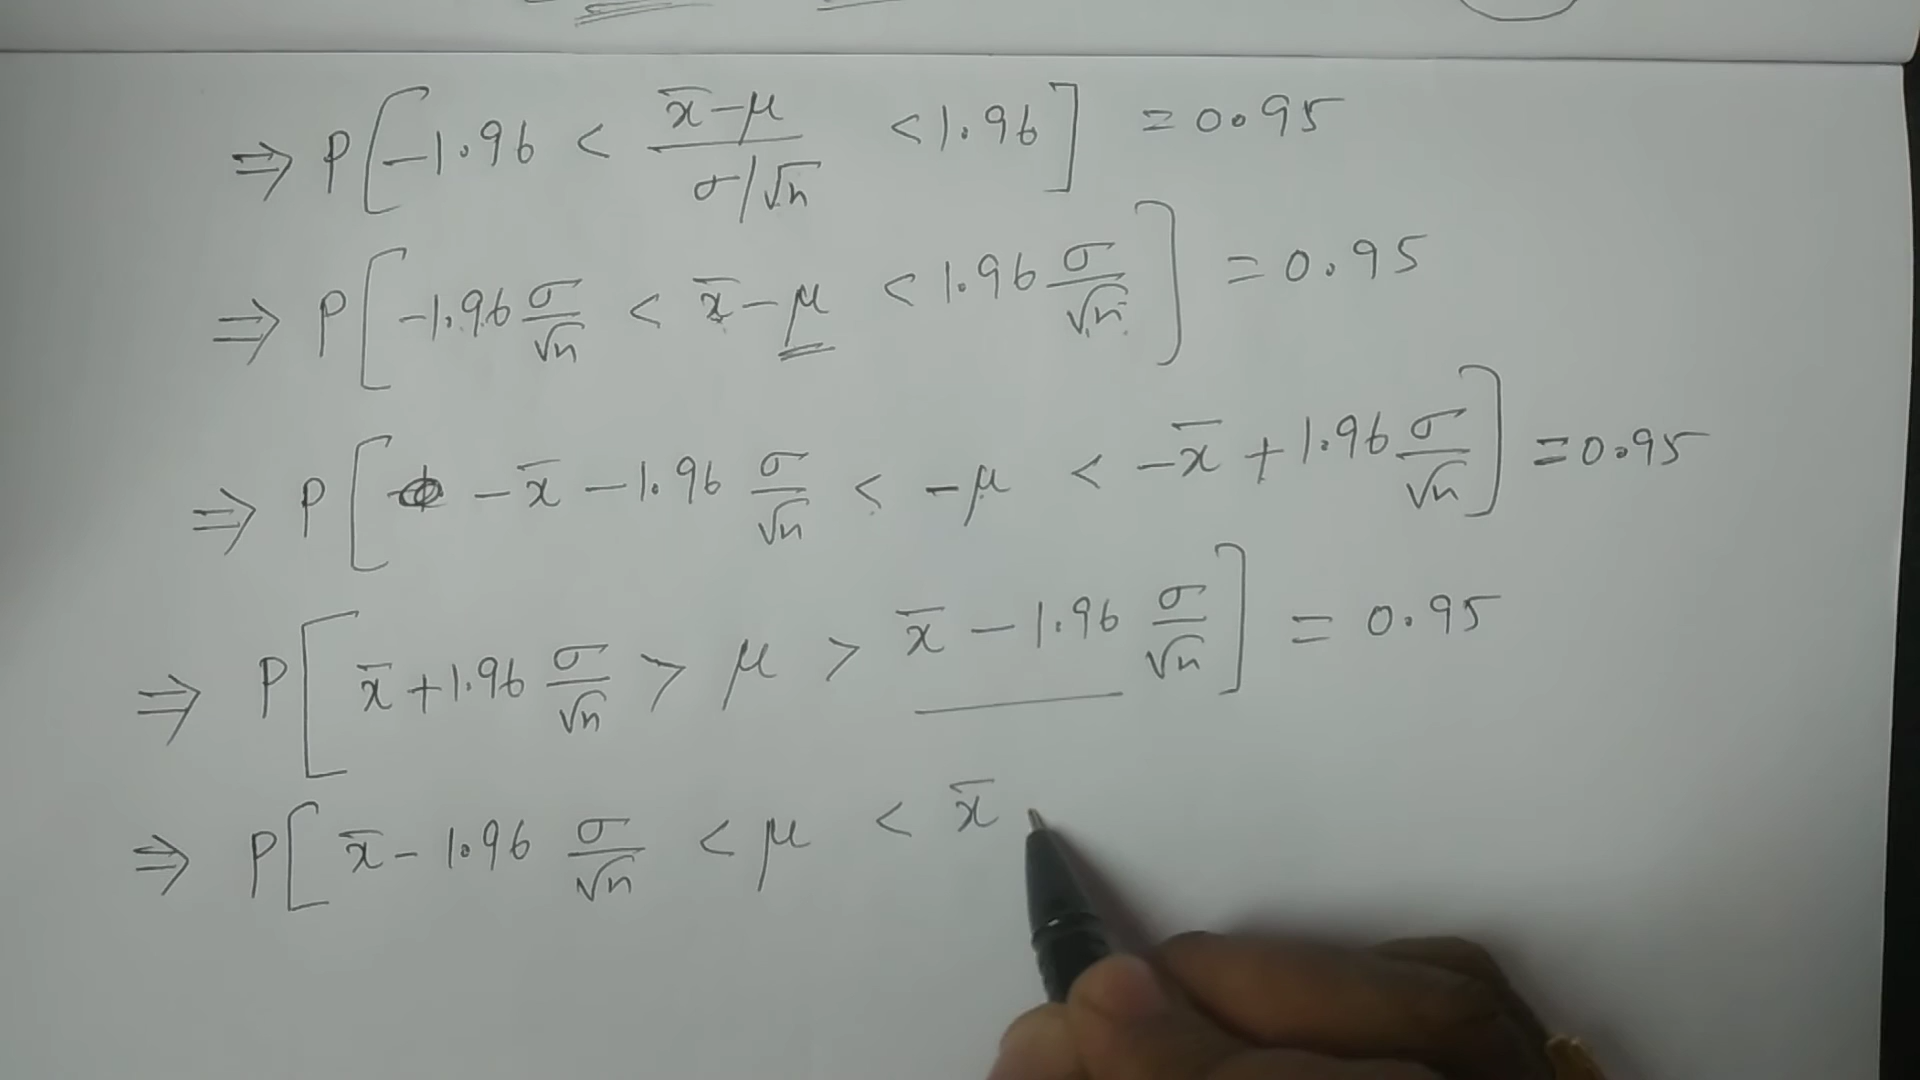 ⇒ P[-1.96 < (x̄-μ)/(σ/√n) < 1.96] = 0.95
⇒ P[-1.96 σ/√n < x̄-μ < 1.96 σ/√n] = 0.95
⇒ P[-x̄ - 1.96 σ/√n < -μ < -x̄ + 1.96 σ/√n] = 0.95
⇒ P[x̄ + 1.96 σ/√n > μ > x̄ - 1.96 σ/√n] = 0.95
⇒ P[x̄ - 1.96 σ/√n < μ < x̄